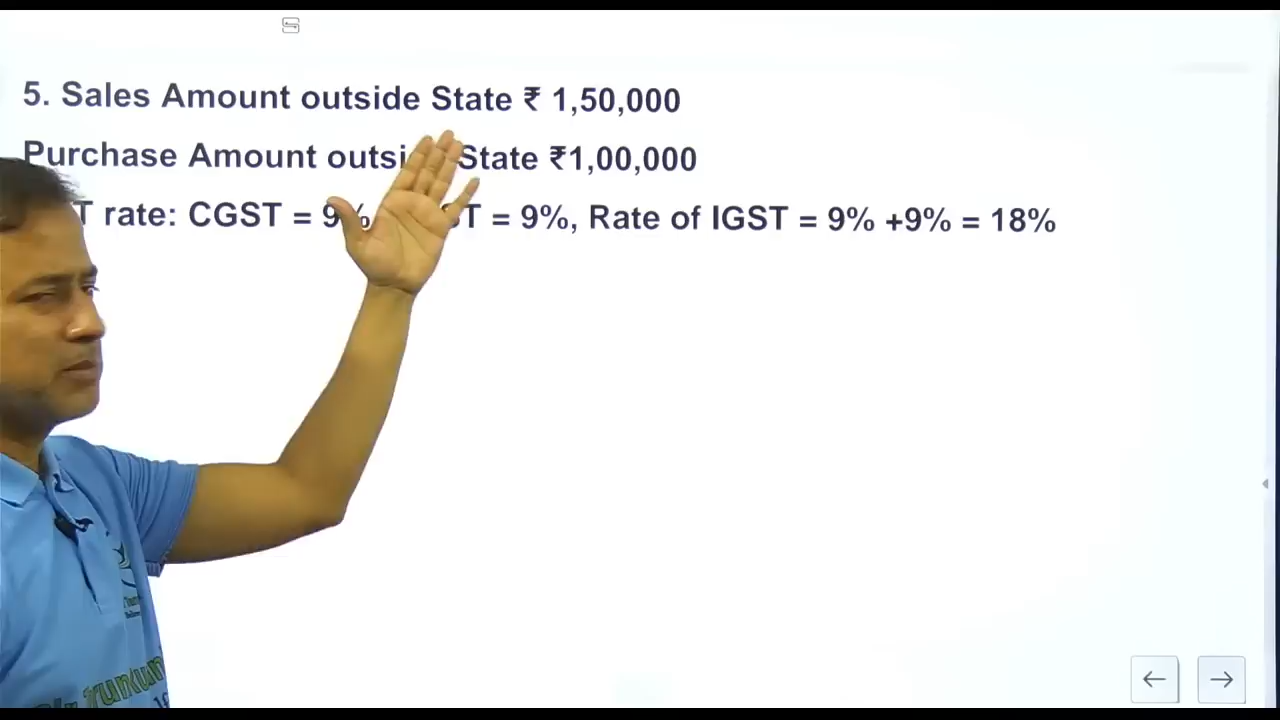 5. Sales Amount outside State ₹ 1,50,000
Purchase Amount State ₹1,00,000
rate: CGST = 9% = 9%, Rate of IGST = 9% +9% = 18%